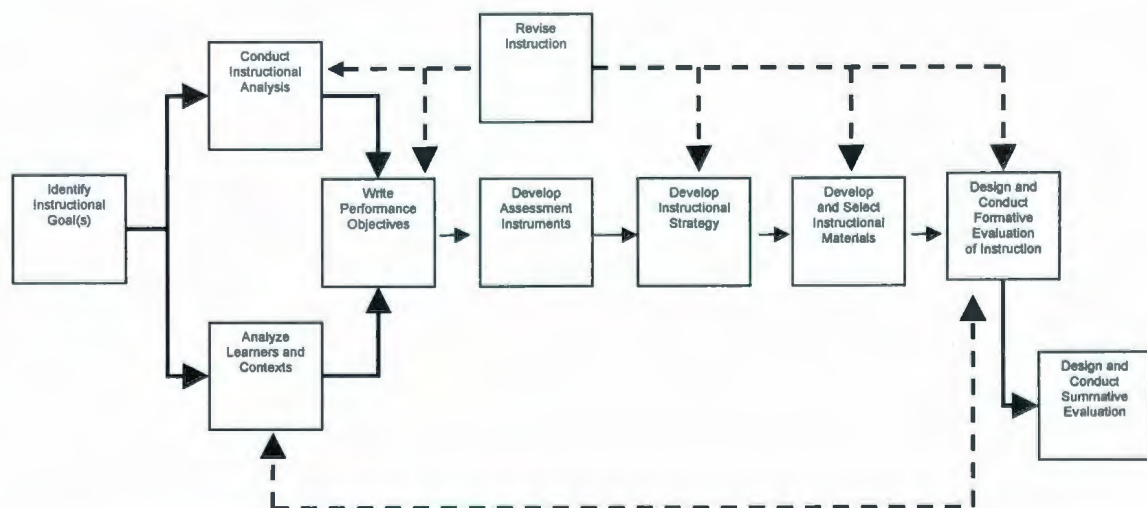 Revise
Instruction
Conduct
Instructional
Analysis
Identify
Instructional
Goal(s)
Write
Performance
Objectives
Develop
Assessment
Instruments
Develop
Instructional
Strategy
Develop
and Select
Instructional
Materials
Design and
Conduct
Formative
Evaluation
of Instruction
Analyze
Learners and
Contexts
Design and
Conduct
Summative
Evaluation